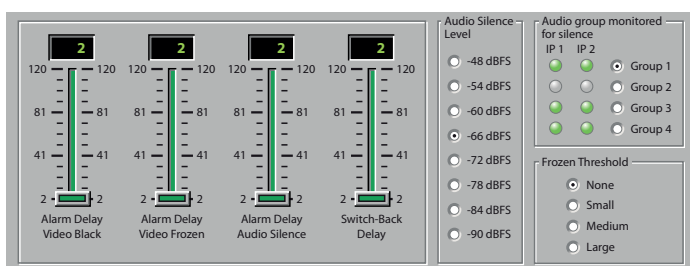 2 2 2 2
120 120 120 120 120 120 120 120
81 81 81 81 81 81 81 81
41 41 41 41 41 41 41 41
2 2 2 2 2 2 2 2
Alarm Delay
Video Black
Alarm Delay
Video Frozen
Alarm Delay
Audio Silence
Switch-Back
Delay
Audio Silence
Level
-48 dBFS
-54 dBFS
-60 dBFS
-66 dBFS
-72 dBFS
-78 dBFS
-84 dBFS
-90 dBFS
Audio group monitored
for silence
IP 1 IP 2
Group 1
Group 2
Group 3
Group 4
Frozen Threshold
None
Small
Medium
Large